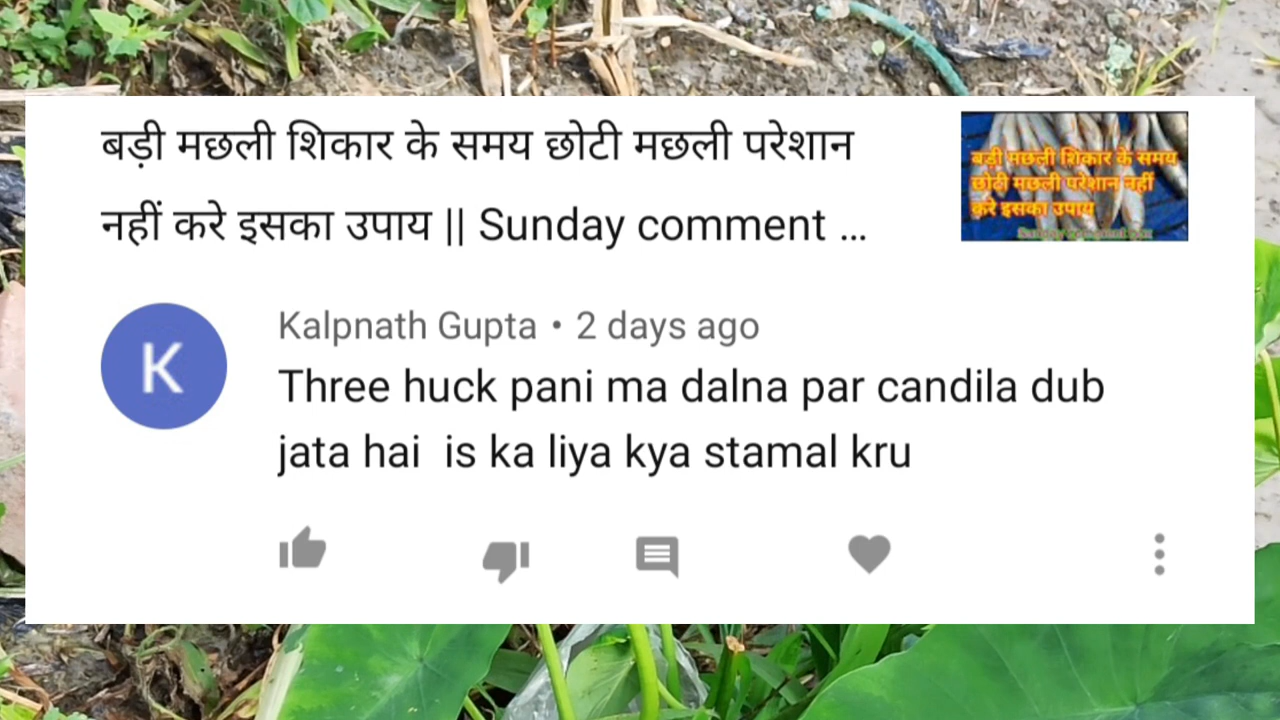 बड़ी मछली शिकार के समय छोटी मछली परेशान
नहीं करे इसका उपाय || Sunday comment ...
बड़ी मछली शिकार के समय
छोटी मछली परेशान नहीं
करे इसका उपाय
K
Kalpnath Gupta • 2 days ago
Three huck pani ma dalna par candila dub
jata hai  is ka liya kya stamal kru